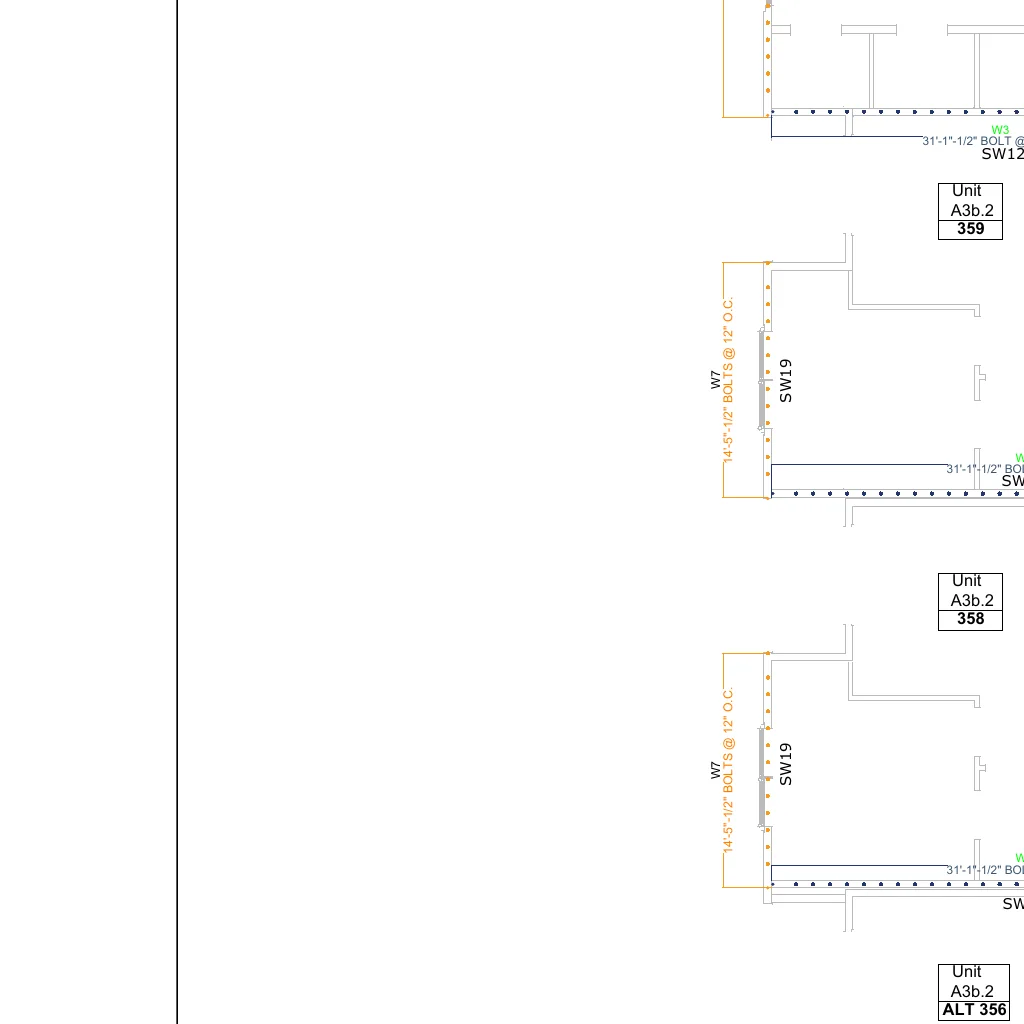 W3
31'-1"-1/2" BOLT @
SW12
Unit
A3b.2
359
W7
14'-5"-1/2" BOLTS @ 12" O.C.
SW19
W
31'-1"-1/2" BOL
SW
Unit
A3b.2
358
W7
14'-5"-1/2" BOLTS @ 12" O.C.
SW19
W
31'-1"-1/2" BOL
SW
Unit
A3b.2
ALT 356